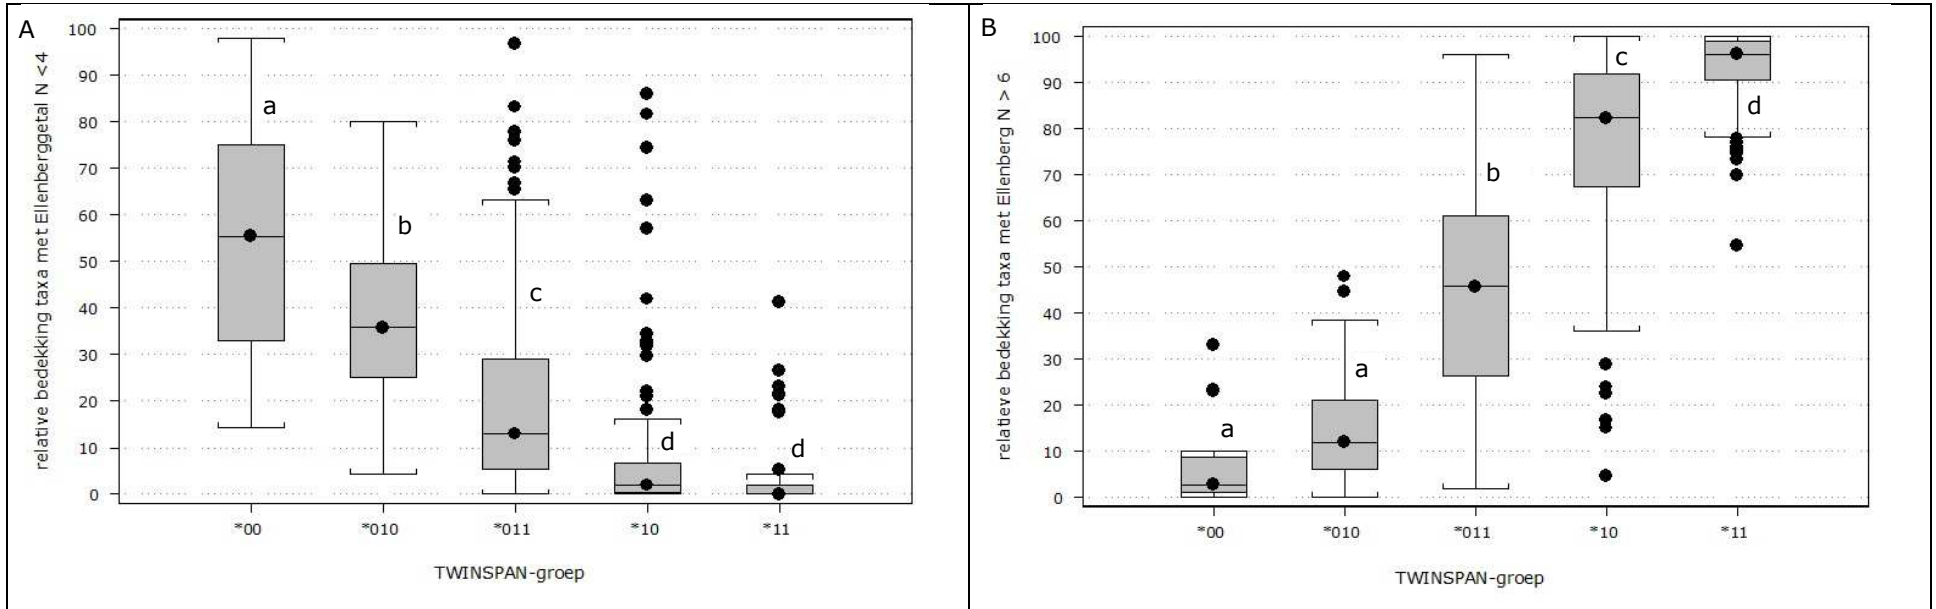 A
relative bedekking taxa met Ellenberggetal N <4
100
90
80
70
60
50
40
30
20
10
0
a
b
c
d
d
*00
*010
*011
*10
*11
TWINSPAN-groep
B
relatieve bedekking taxa met Ellenberg N > 6
100
90
80
70
60
50
40
30
20
10
0
a
a
b
c
d
*00
*010
*011
*10
*11
TWINSPAN-groep